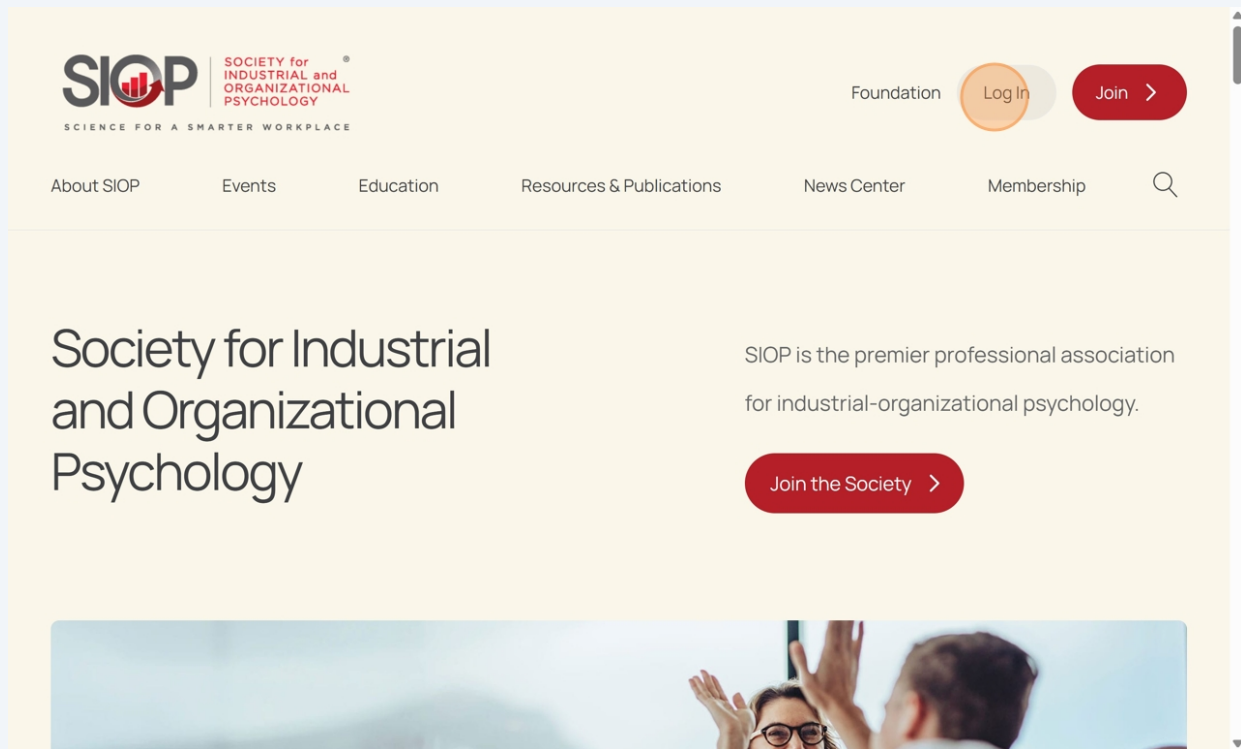 SIOP
SOCIETY for
INDUSTRIAL and
ORGANIZATIONAL
PSYCHOLOGY
®
SCIENCE FOR A SMARTER WORKPLACE
Foundation
Log In
Join
About SIOP
Events
Education
Resources & Publications
News Center
Membership
Society for Industrial
and Organizational
Psychology
SIOP is the premier professional association
for industrial-organizational psychology.
Join the Society